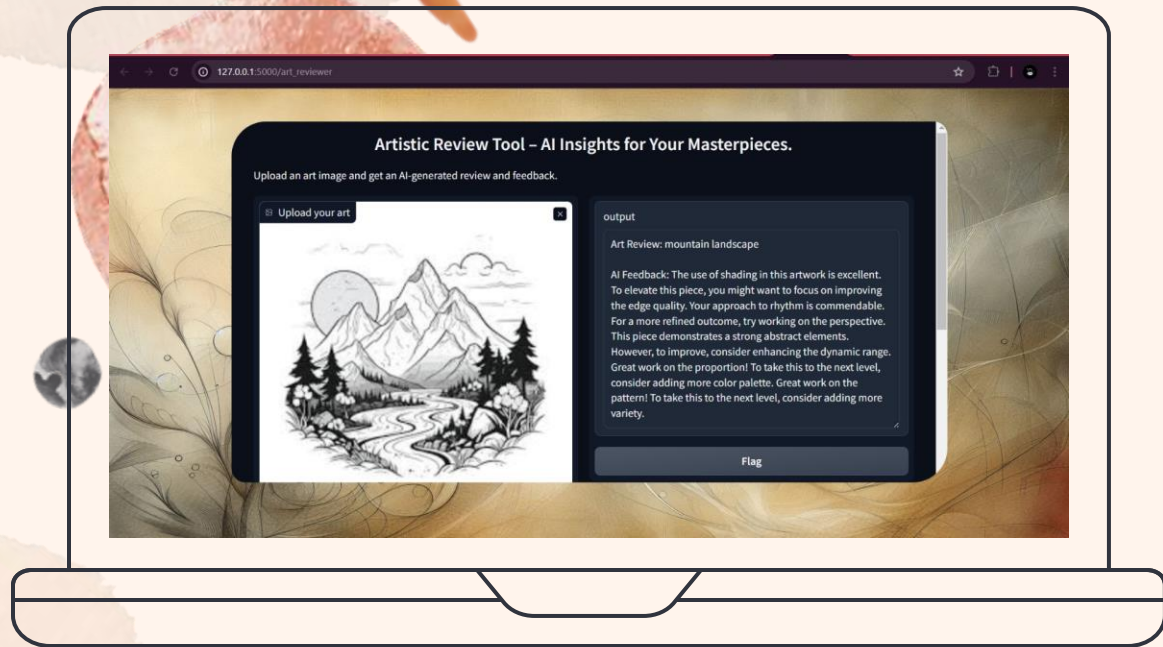 127.0.0.1:5000/art_reviewer
Artistic Review Tool – AI Insights for Your Masterpieces.
Upload an art image and get an AI-generated review and feedback.
Upload your art
output
Art Review: mountain landscape
AI Feedback: The use of shading in this artwork is excellent.
To elevate this piece, you might want to focus on improving
the edge quality. Your approach to rhythm is commendable.
For a more refined outcome, try working on the perspective.
This piece demonstrates a strong abstract elements.
However, to improve, consider enhancing the dynamic range.
Great work on the proportion! To take this to the next level,
consider adding more color palette. Great work on the
pattern! To take this to the next level, consider adding more
variety.
Flag